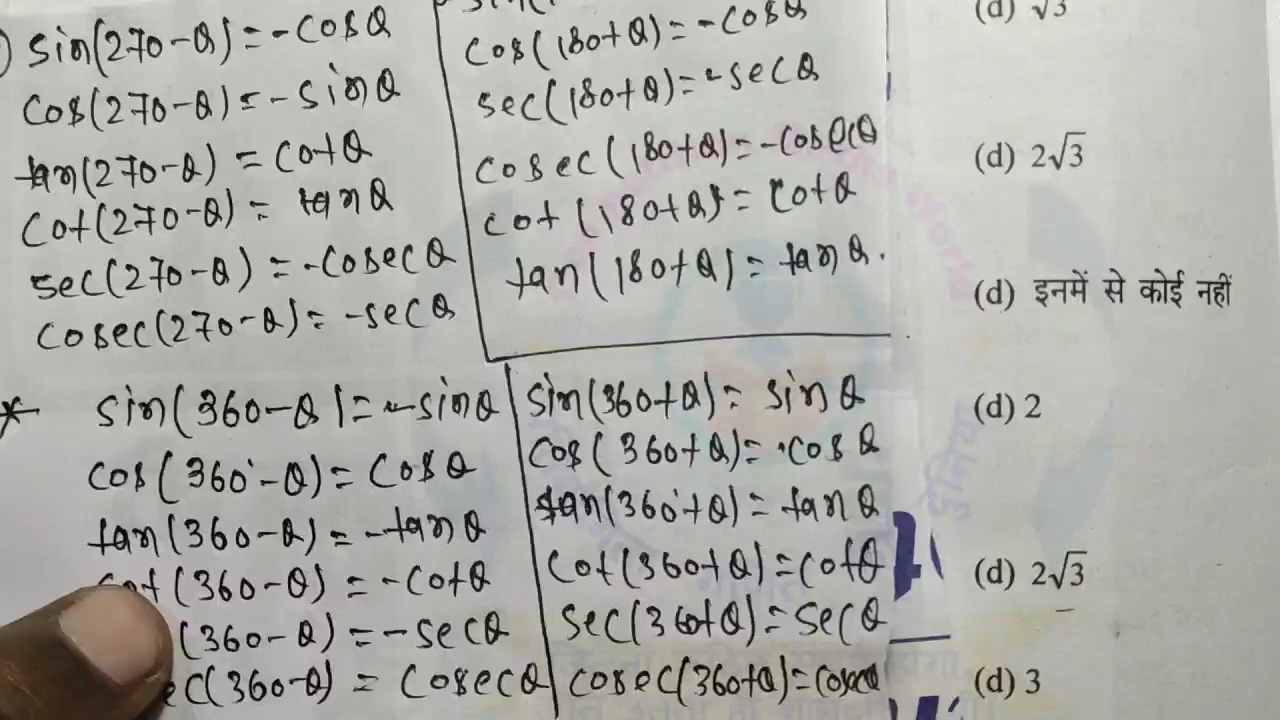 sin(270-θ)=-cosθ
cos(270-θ)=-sinθ
tan(270-θ)=cotθ
cot(270-θ)=tanθ
sec(270-θ)=-cosecθ
cosec(270-θ)=-secθ
cos(180+θ)=-cosθ
sec(180+θ)=-secθ
cosec(180+θ)=-cosecθ
cot(180+θ)=cotθ
tan(180+θ)=tanθ.
* sin(360-θ)=-sinθ
cos(360-θ)=cosθ
tan(360-θ)=-tanθ
cot(360-θ)=-cotθ
(360-θ)=-secθ
ec(360-θ)=cosecθ
sin(360+θ)=sinθ
cos(360+θ)=cosθ
tan(360+θ)=tanθ
cot(360+θ)=cotθ
sec(360+θ)=secθ
cosec(360+θ)=cosecθ
(d) √3
(d) 2√3
(d) इनमें से कोई नहीं
(d) 2
(d) 2√3
(d) 3